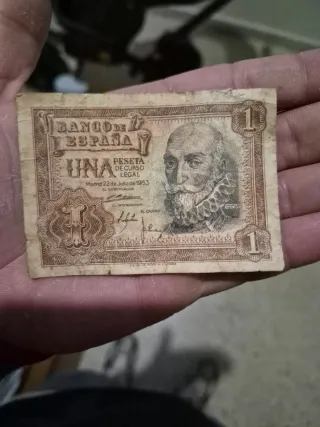 BANCO DE
ESPAÑA
1
UNA PESETA
DE CURSO
LEGAL
Madrid 22 de Julio de 1953
1
1